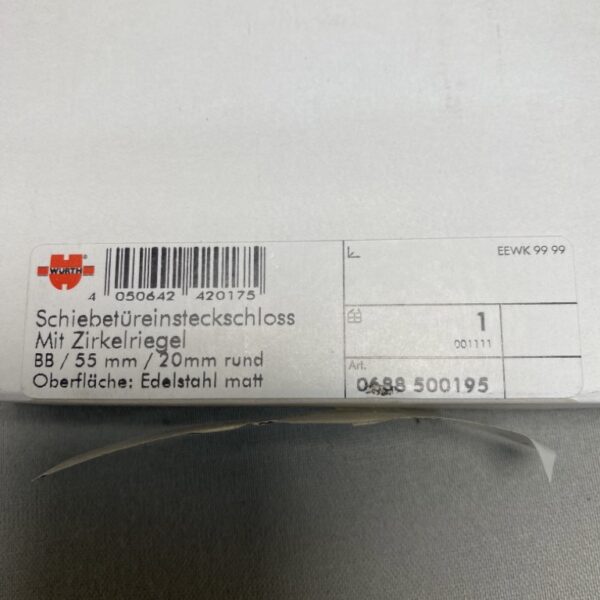 WÜRTH
4 050642 420175
Schiebetüreinsteckschloss
Mit Zirkelriegel
BB / 55 mm / 20mm rund
Oberfläche: Edelstahl matt
EEWK 99 99
1
001111
Art.
0688 500195